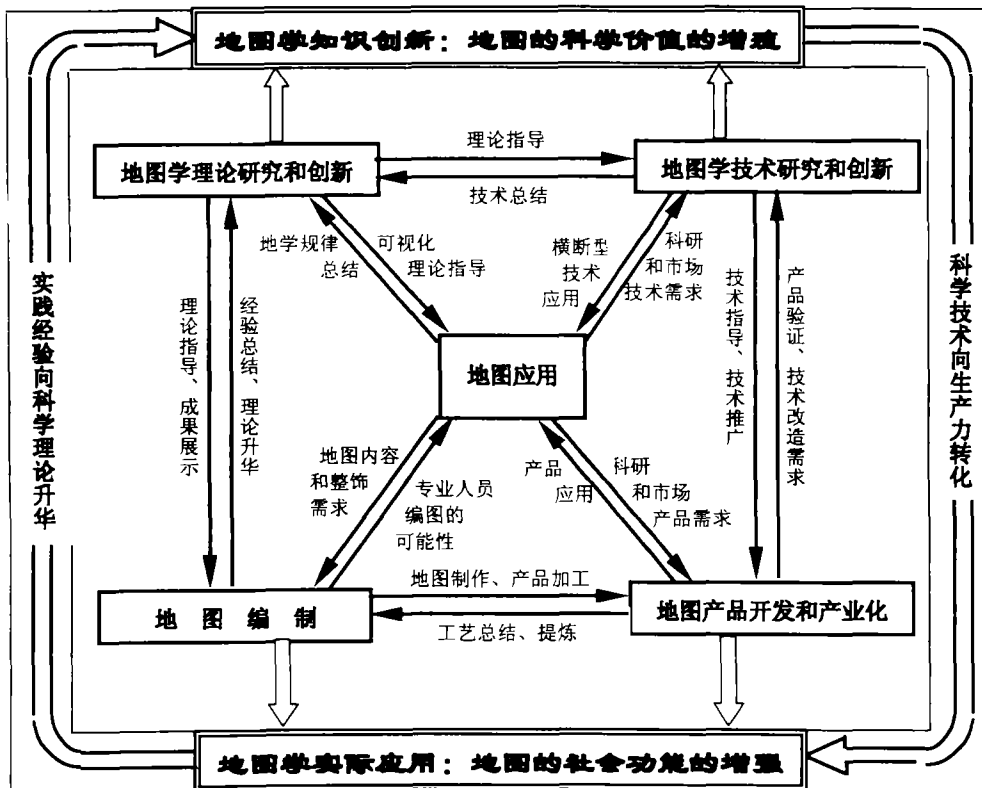 地图学知识创新：地图的科学价值的增殖
地图学理论研究和创新
理论指导
技术总结
地图学技术研究和创新
地学规律
总结
可视化
理论指导
横断型
技术
应用
科研
和市场
技术需求
实践经验向科学理论升华
理论指导、成果展示
经验总结、理论升华
地图应用
技术指导、技术推广
产品验证、技术改造需求
科学技术向生产力转化
地图内容
和整饰
需求
专业人员
编图的
可能性
产品
应用
科研
和市场
产品需求
地图编制
地图制作、产品加工
工艺总结、提炼
地图产品开发和产业化
地图学实际应用：地图的社会功能的增强